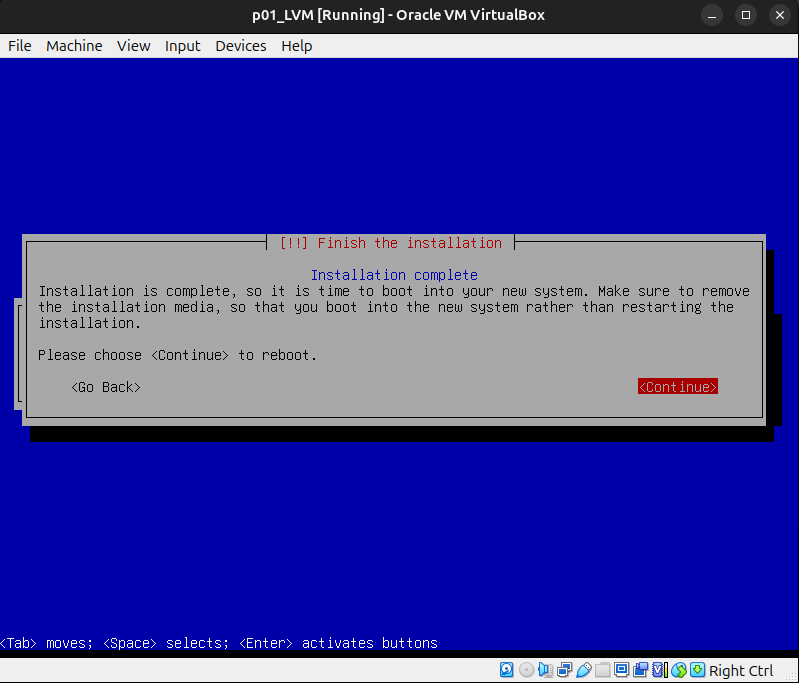 p01_LVM [Running] - Oracle VM VirtualBox
File Machine View Input Devices Help
[!!] Finish the installation
Installation complete
Installation is complete, so it is time to boot into your new system. Make sure to remove
the installation media, so that you boot into the new system rather than restarting the
installation.
Please choose <Continue> to reboot.
<Go Back> <Continue>
<Tab> moves; <Space> selects; <Enter> activates buttons
Right Ctrl